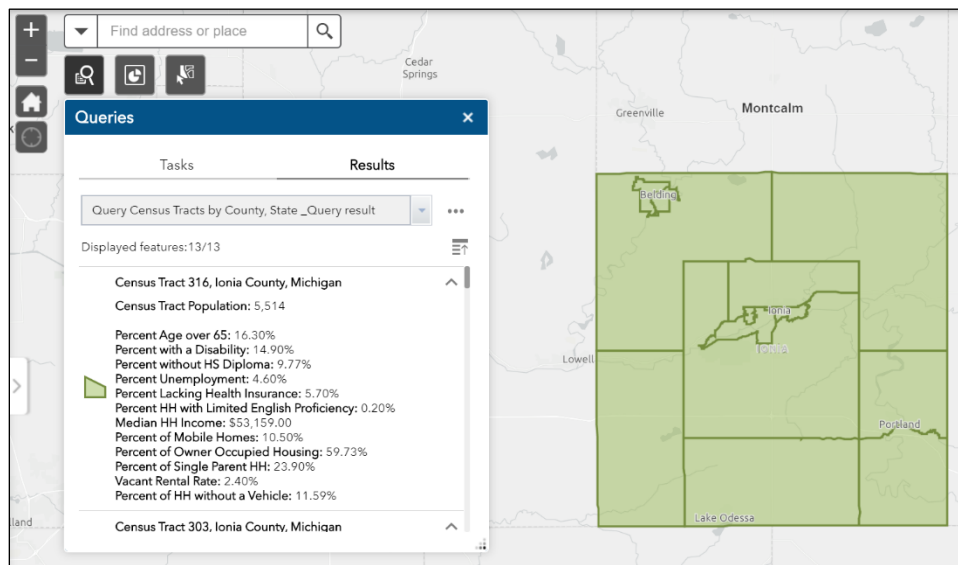 +
Find address or place
−
Cedar
Springs
Greenville
Montcalm
Queries
×
Tasks
Results
Query Census Tracts by County, State _Query result
•••
Displayed features:13/13
Census Tract 316, Ionia County, Michigan
Census Tract Population: 5,514
Percent Age over 65: 16.30%
Percent with a Disability: 14.90%
Percent without HS Diploma: 9.77%
Percent Unemployment: 4.60%
Percent Lacking Health Insurance: 5.70%
Percent HH with Limited English Proficiency: 0.20%
Median HH Income: $53,159.00
Percent of Mobile Homes: 10.50%
Percent of Owner Occupied Housing: 59.73%
Percent of Single Parent HH: 23.90%
Vacant Rental Rate: 2.40%
Percent of HH without a Vehicle: 11.59%
Census Tract 303, Ionia County, Michigan
Belding
Ionia
Ionia
Lowell
Portland
Lake Odessa
land